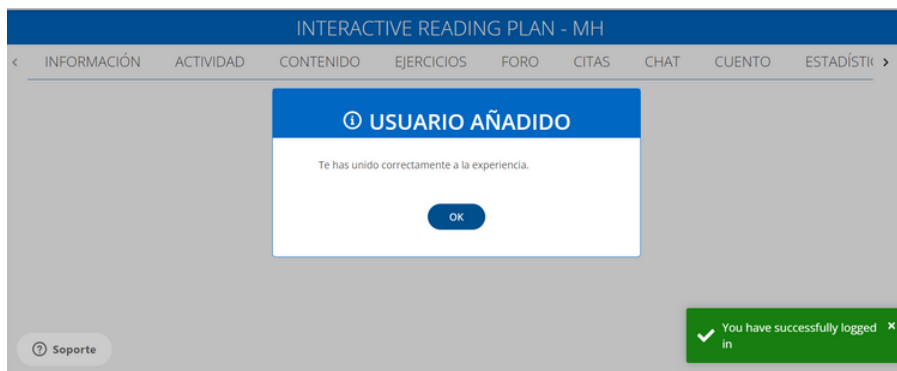 INTERACTIVE READING PLAN - MH
INFORMACIÓN ACTIVIDAD CONTENIDO EJERCICIOS FORO CITAS CHAT CUENTO ESTADÍSTI
USUARIO AÑADIDO
Te has unido correctamente a la experiencia.
OK
You have successfully logged
in
Soporte